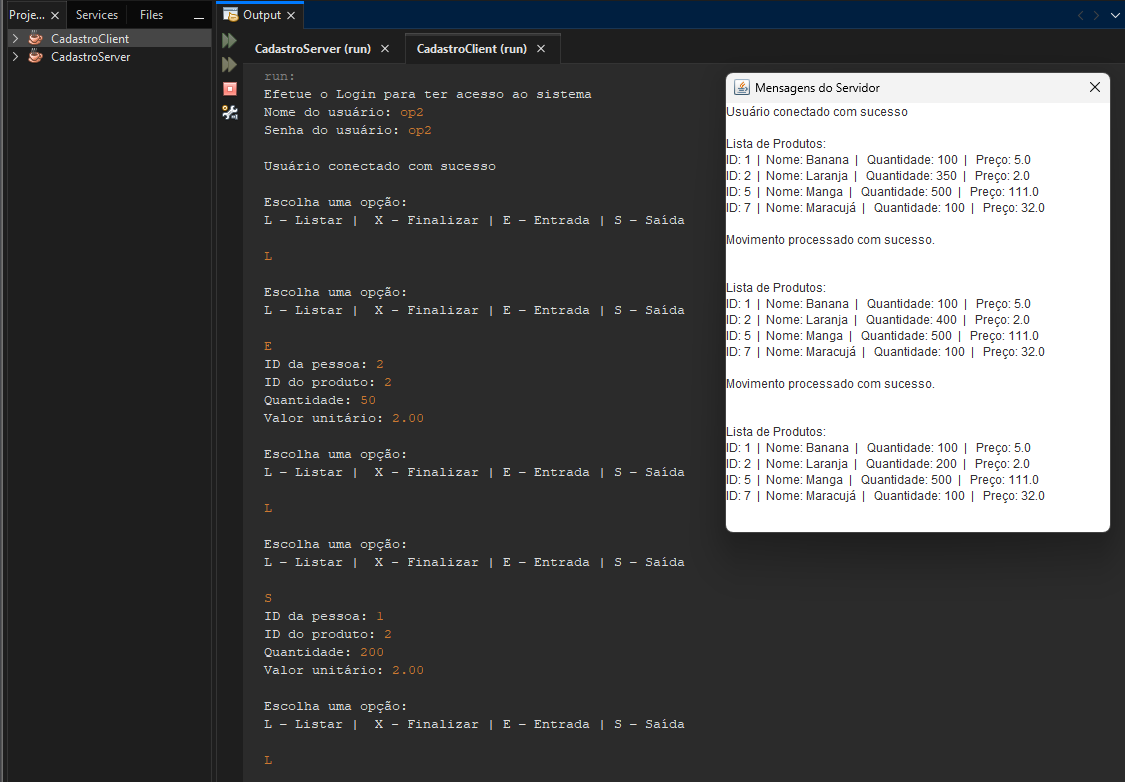 Proje...
Services
Files
CadastroClient
CadastroServer
Output
CadastroServer (run)
CadastroClient (run)
run:
Efetue o Login para ter acesso ao sistema
Nome do usuário: op2
Senha do usuário: op2
Usuário conectado com sucesso
Escolha uma opção:
L – Listar |  X – Finalizar | E – Entrada | S – Saída
L
Escolha uma opção:
L – Listar |  X – Finalizar | E – Entrada | S – Saída
E
ID da pessoa: 2
ID do produto: 2
Quantidade: 50
Valor unitário: 2.00
Escolha uma opção:
L – Listar |  X – Finalizar | E – Entrada | S – Saída
L
Escolha uma opção:
L – Listar |  X – Finalizar | E – Entrada | S – Saída
S
ID da pessoa: 1
ID do produto: 2
Quantidade: 200
Valor unitário: 2.00
Escolha uma opção:
L – Listar |  X – Finalizar | E – Entrada | S – Saída
L
Mensagens do Servidor
Usuário conectado com sucesso
Lista de Produtos:
ID: 1 | Nome: Banana | Quantidade: 100 | Preço: 5.0
ID: 2 | Nome: Laranja | Quantidade: 350 | Preço: 2.0
ID: 5 | Nome: Manga | Quantidade: 500 | Preço: 111.0
ID: 7 | Nome: Maracujá | Quantidade: 100 | Preço: 32.0
Movimento processado com sucesso.
Lista de Produtos:
ID: 1 | Nome: Banana | Quantidade: 100 | Preço: 5.0
ID: 2 | Nome: Laranja | Quantidade: 400 | Preço: 2.0
ID: 5 | Nome: Manga | Quantidade: 500 | Preço: 111.0
ID: 7 | Nome: Maracujá | Quantidade: 100 | Preço: 32.0
Movimento processado com sucesso.
Lista de Produtos:
ID: 1 | Nome: Banana | Quantidade: 100 | Preço: 5.0
ID: 2 | Nome: Laranja | Quantidade: 200 | Preço: 2.0
ID: 5 | Nome: Manga | Quantidade: 500 | Preço: 111.0
ID: 7 | Nome: Maracujá | Quantidade: 100 | Preço: 32.0